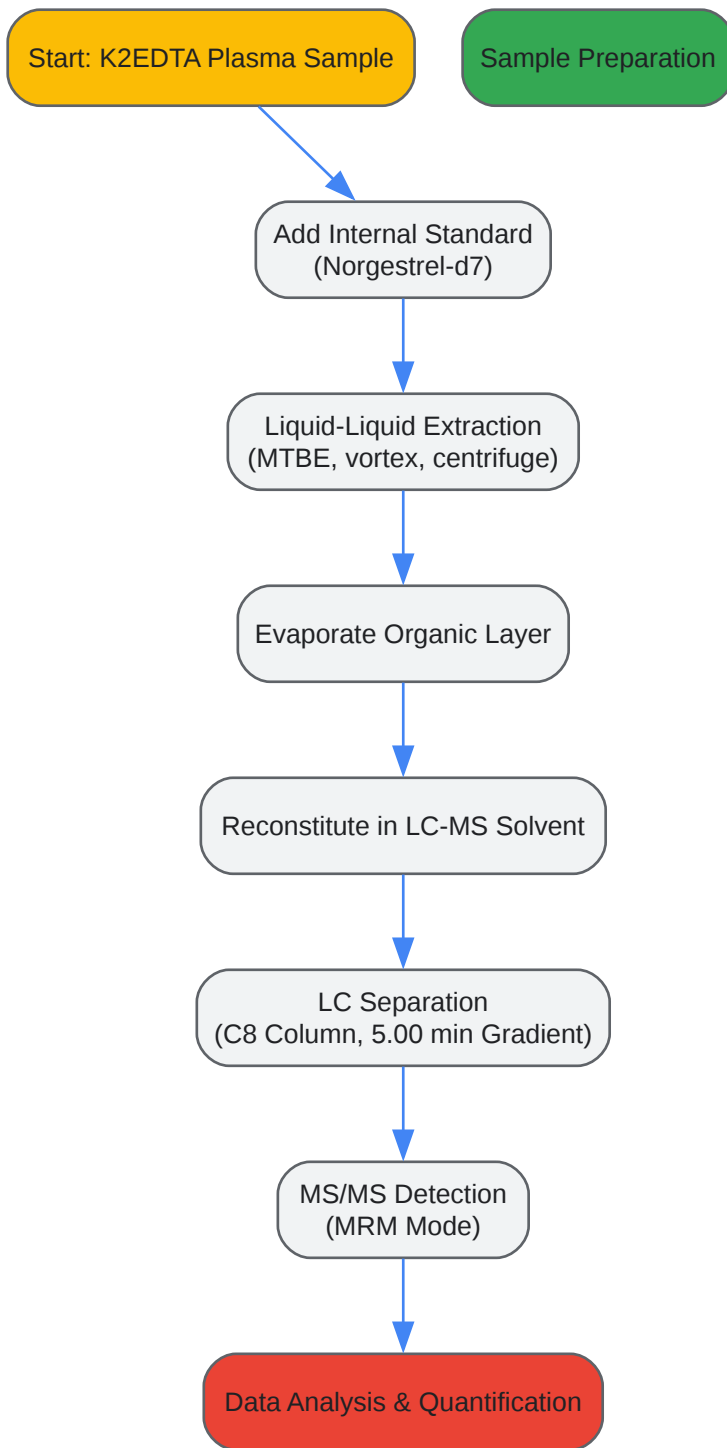 Start: K2EDTA Plasma Sample
Sample Preparation
Add Internal Standard
(Norgestrel-d7)
Liquid-Liquid Extraction
(MTBE, vortex, centrifuge)
Evaporate Organic Layer
Reconstitute in LC-MS Solvent
LC Separation
(C8 Column, 5.00 min Gradient)
MS/MS Detection
(MRM Mode)
Data Analysis & Quantification